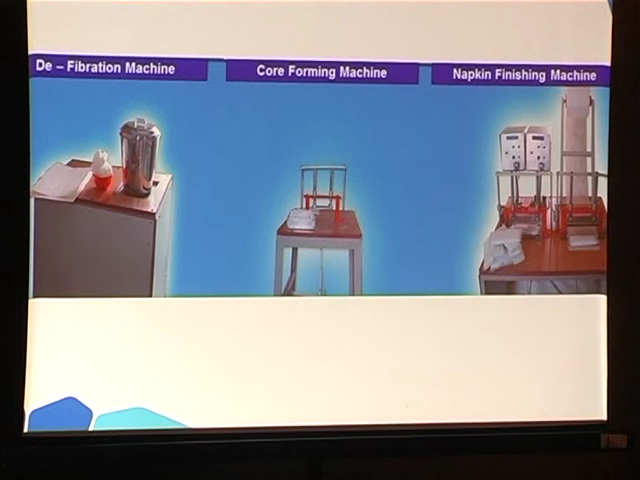 De – Fibration Machine
Core Forming Machine
Napkin Finishing Machine